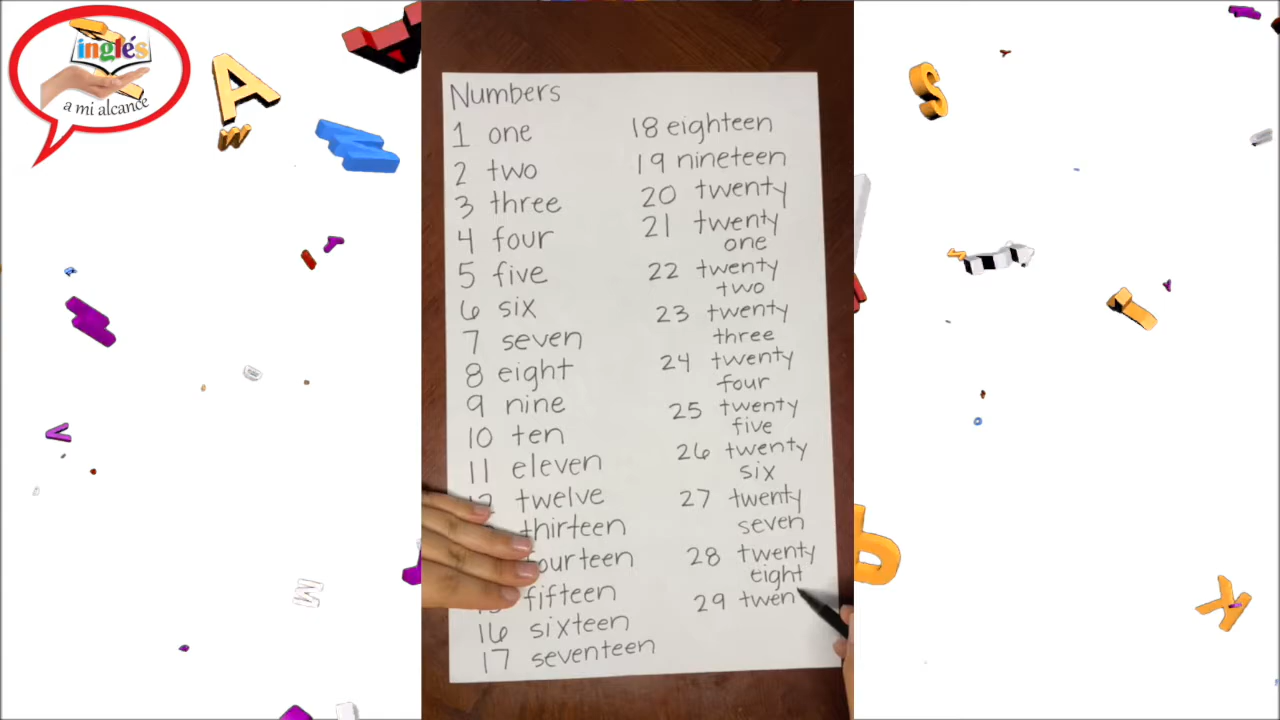 inglés
a mi alcance
Numbers
1 one
2 two
3 three
4 four
5 five
6 six
7 seven
8 eight
9 nine
10 ten
11 eleven
12 twelve
thirteen
fourteen
fifteen
16 sixteen
17 seventeen
18 eighteen
19 nineteen
20 twenty
21 twenty
one
22 twenty
two
23 twenty
three
24 twenty
four
25 twenty
five
26 twenty
six
27 twenty
seven
28 twenty
eight
29 twen